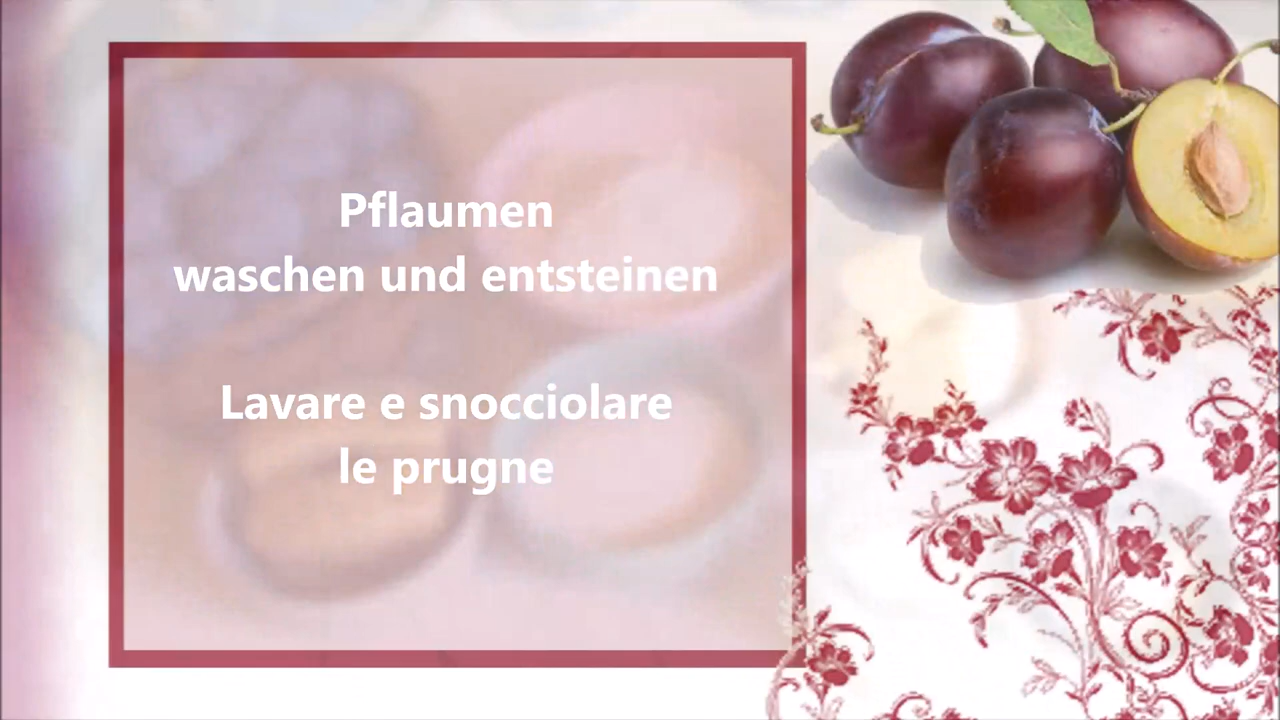 Pflaumen
waschen und entsteinen
Lavare e snocciolare
le prugne